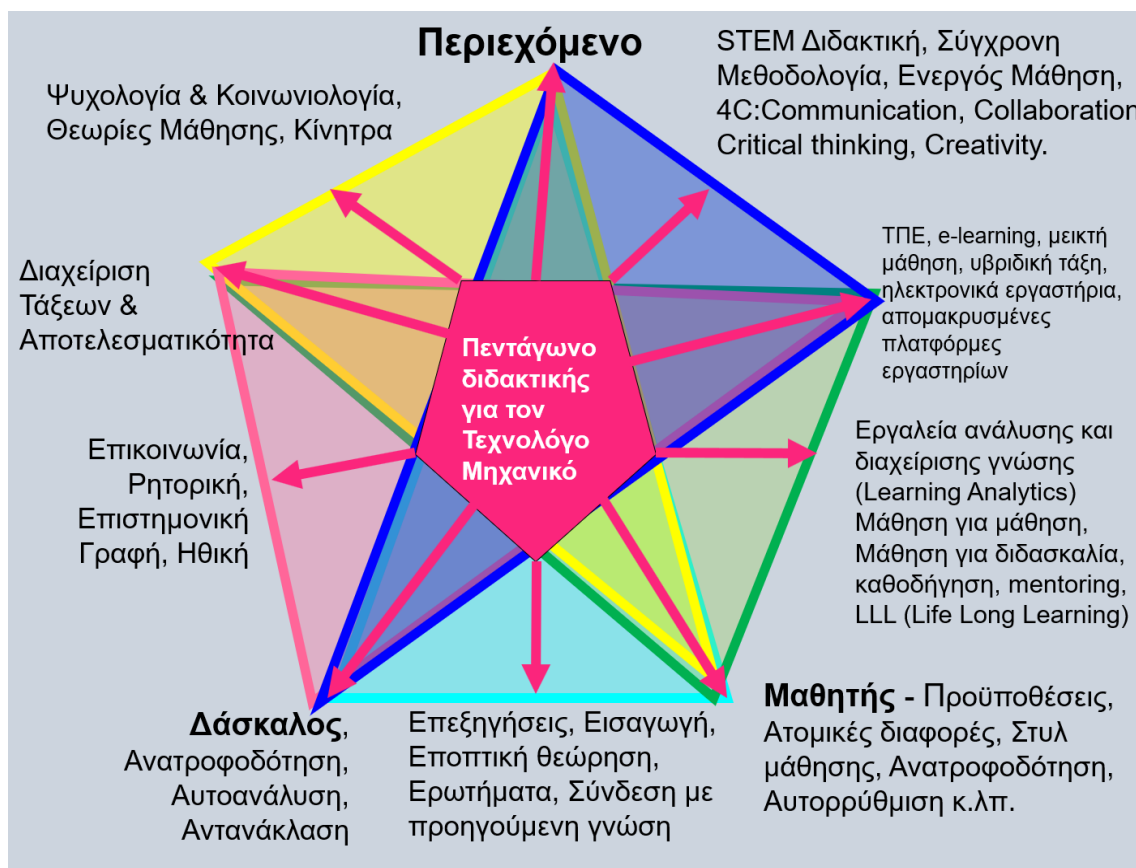 Περιεχόμενο
STEM Διδακτική, Σύγχρονη
Μεθοδολογία, Ενεργός Μάθηση,
4C:Communication, Collaboration
Critical thinking, Creativity.
Ψυχολογία & Κοινωνιολογία,
Θεωρίες Μάθησης, Κίνητρα
ΤΠΕ, e-learning, μεικτή
μάθηση, υβριδική τάξη,
ηλεκτρονικά εργαστήρια,
απομακρυσμένες
πλατφόρμες
εργαστηρίων
Διαχείριση
Τάξεων &
Αποτελεσματικότητα
Πεντάγωνο
διδακτικής
για τον
Τεχνολόγο
Μηχανικό
Επικοινωνία,
Ρητορική,
Επιστημονική
Γραφή, Ηθική
Εργαλεία ανάλυσης και
διαχείρισης γνώσης
(Learning Analytics)
Μάθηση για μάθηση,
Μάθηση για διδασκαλία,
καθοδήγηση, mentoring,
LLL (Life Long Learning)
Δάσκαλος,
Ανατροφοδότηση,
Αυτοανάλυση,
Αντανάκλαση
Επεξηγήσεις, Εισαγωγή,
Εποπτική θεώρηση,
Ερωτήματα, Σύνδεση με
προηγούμενη γνώση
Μαθητής - Προϋποθέσεις,
Ατομικές διαφορές, Στυλ
μάθησης, Ανατροφοδότηση,
Αυτορρύθμιση κ.λπ.